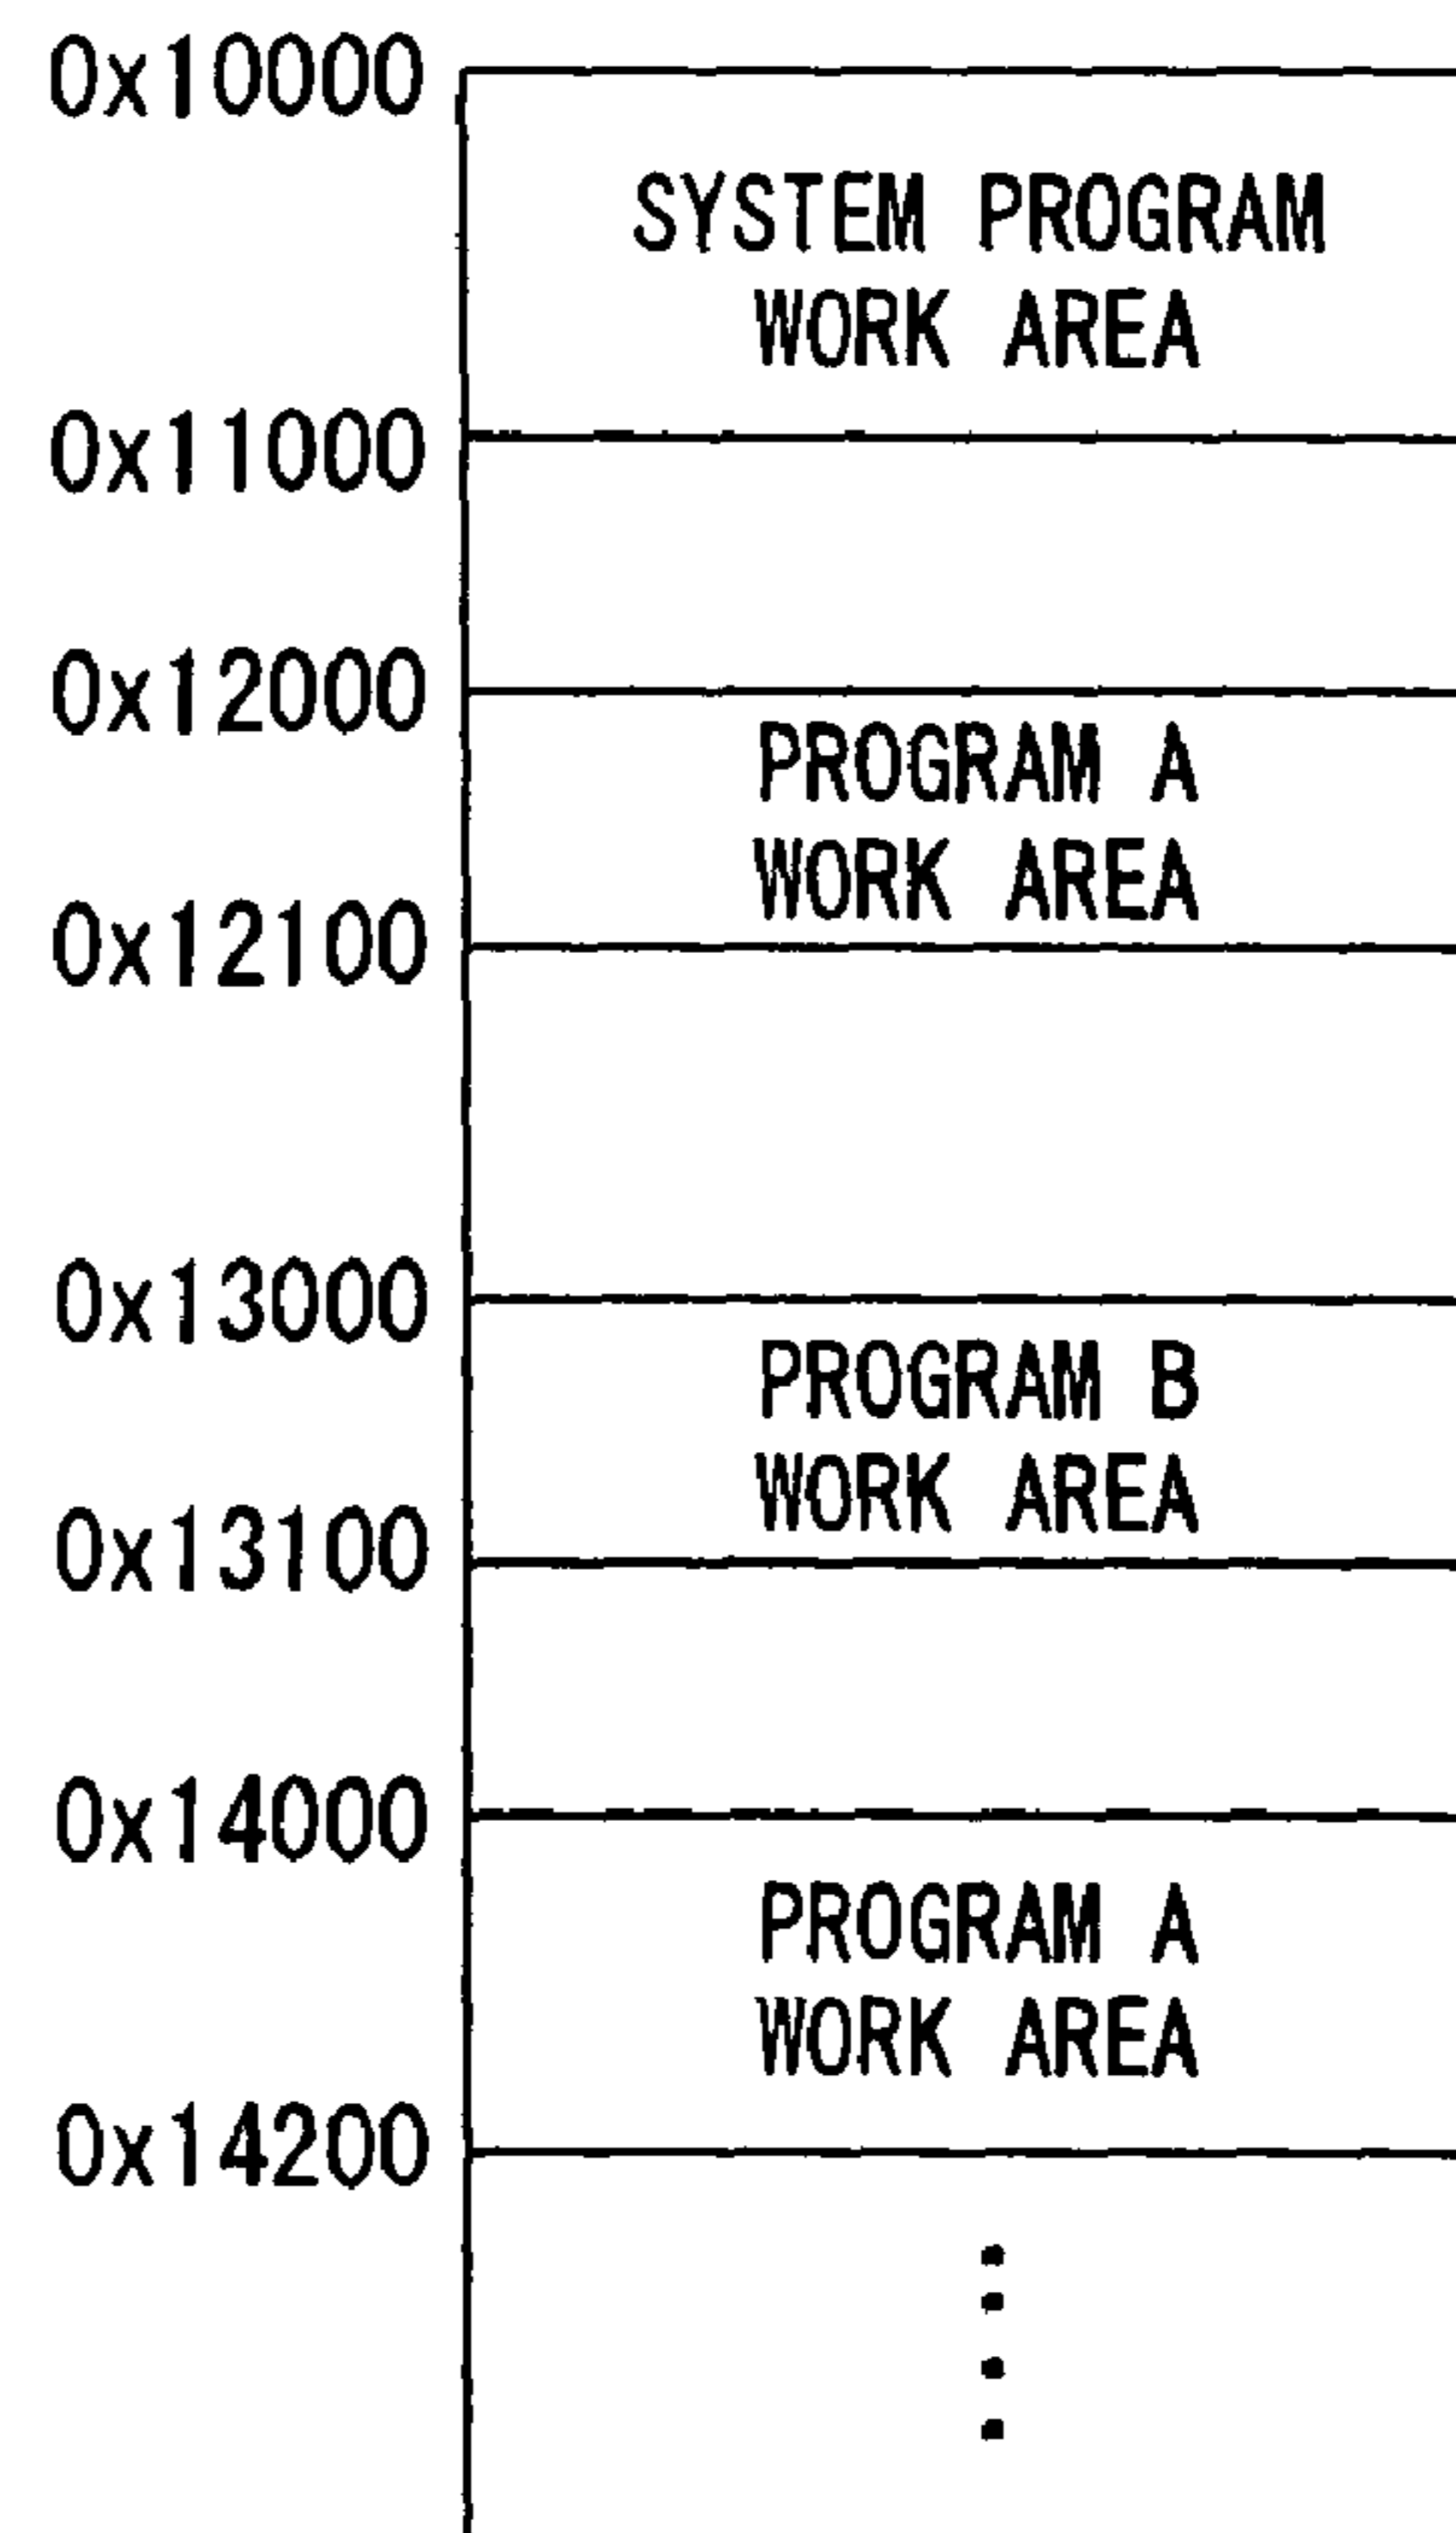 0x10000
SYSTEM PROGRAM
WORK AREA
0x11000
0x12000
PROGRAM A
WORK AREA
0x12100
0x13000
PROGRAM B
WORK AREA
0x13100
0x14000
PROGRAM A
WORK AREA
0x14200